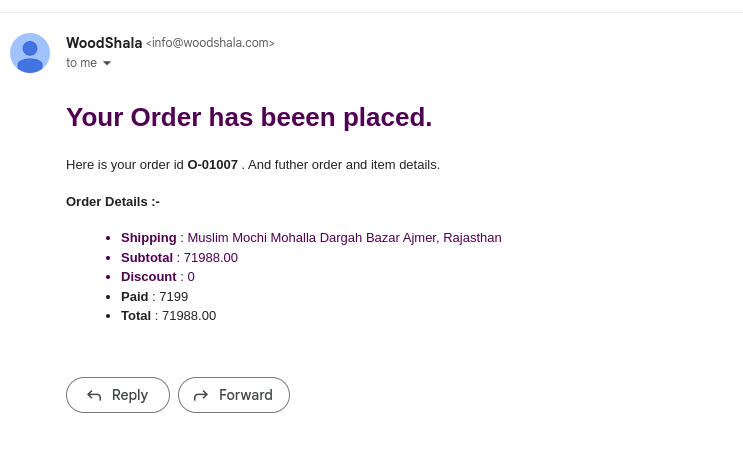 WoodShala <info@woodshala.com>
to me
Your Order has beeen placed.
Here is your order id O-01007 . And futher order and item details.
Order Details :-
Shipping : Muslim Mochi Mohalla Dargah Bazar Ajmer, Rajasthan
Subtotal : 71988.00
Discount : 0
Paid : 7199
Total : 71988.00
Reply Forward